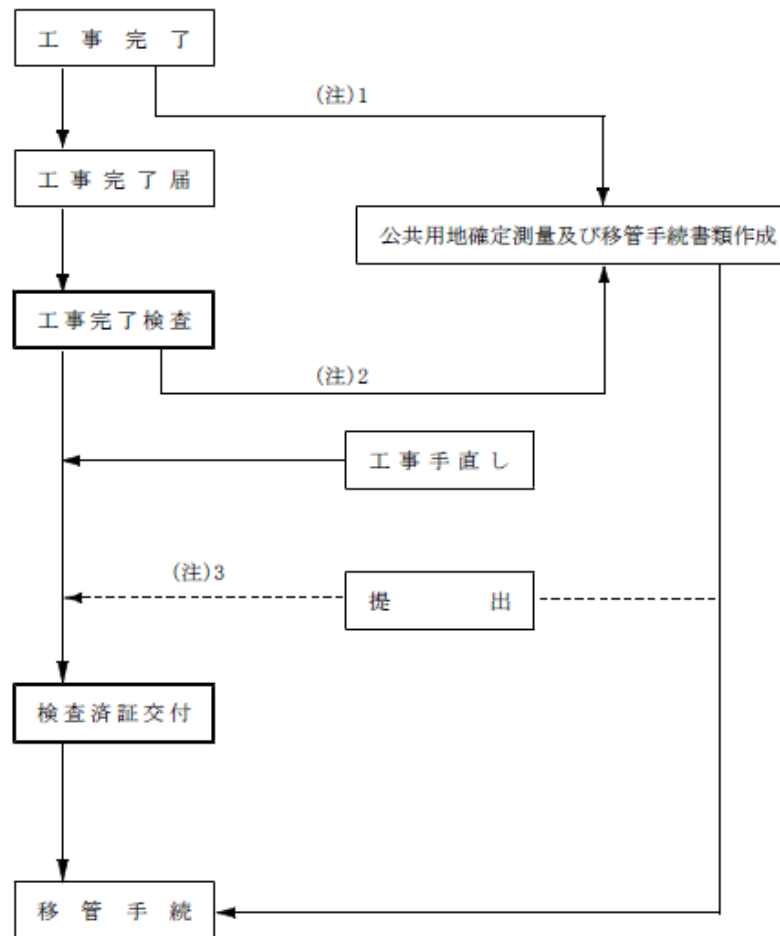 工事完了
(注)1
工事完了届
公共用地確定測量及び移管手続書類作成
工事完了検査
(注)2
工事手直し
(注)3
提出
検査済証交付
移管手続